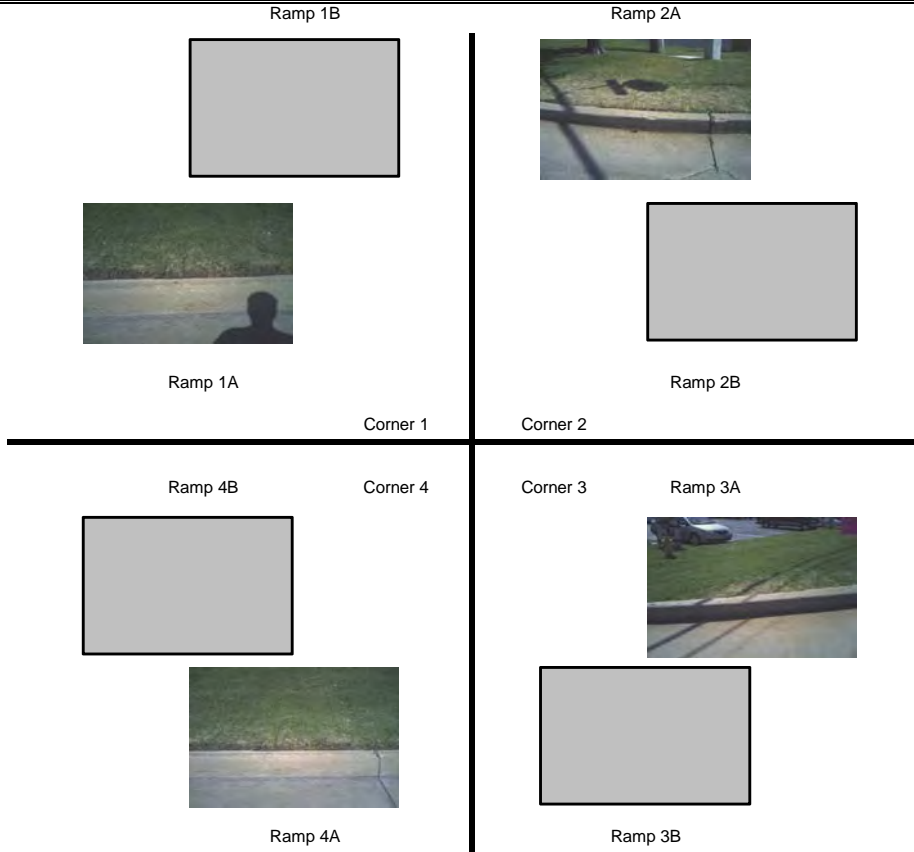 Ramp 1B Ramp 2A
Ramp 1A Ramp 2B
Corner 1 Corner 2
Ramp 4B Corner 4 Corner 3 Ramp 3A
Ramp 4A Ramp 3B